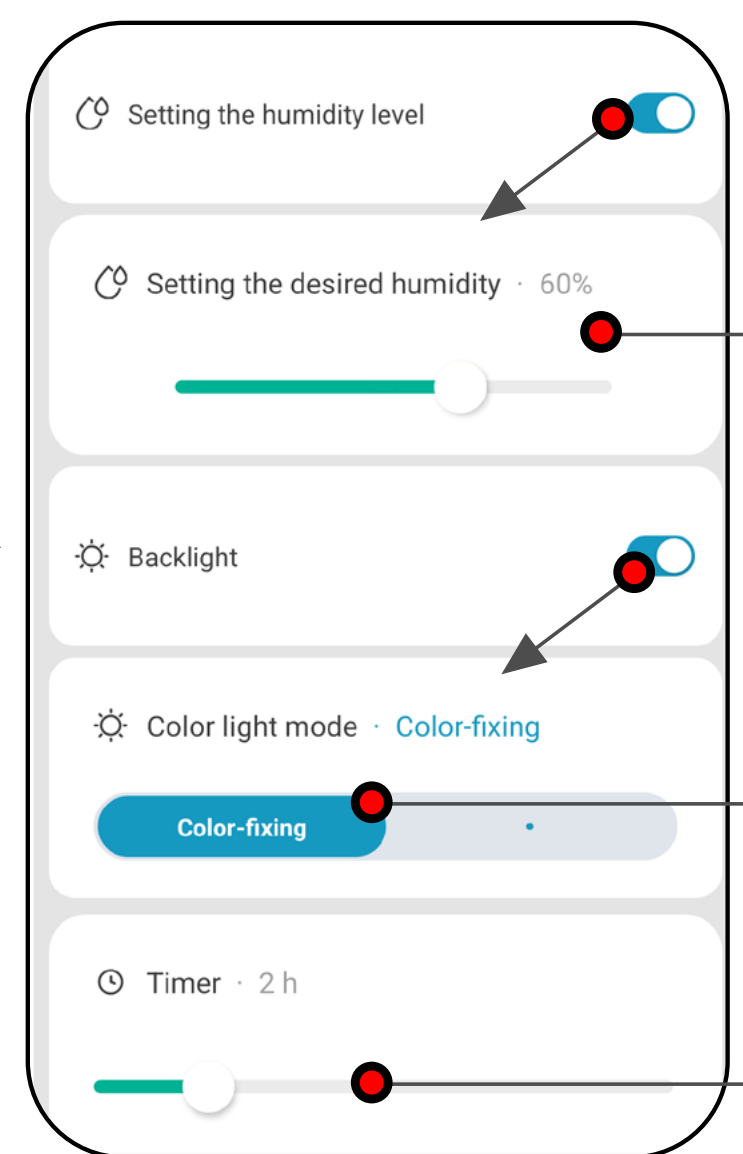 Setting the humidity level
Setting the desired humidity · 60%
Backlight
Color light mode · Color-fixing
Color-fixing
Timer · 2 h